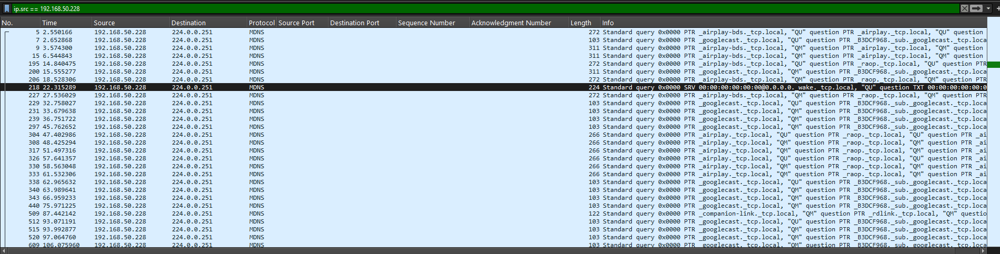 ip.src == 192.168.50.228
No. Time Source Destination Protocol Source Port Destination Port Sequence Number Acknowledgment Number Length Info
5 2.550166 192.168.50.228 224.0.0.251 MDNS 272 Standard query 0x0000 PTR _airplay-bds._tcp.local, "QU" question PTR _airplay._tcp.local, "QU" question
7 2.652868 192.168.50.228 224.0.0.251 MDNS 103 Standard query 0x0000 PTR _googlecast._tcp.local, "QU" question PTR _B3DCF968._sub._googlecast._tcp.loca
9 3.574300 192.168.50.228 224.0.0.251 MDNS 311 Standard query 0x0000 PTR _airplay-bds._tcp.local, "QM" question PTR _airplay._tcp.local, "QM" question
15 6.544843 192.168.50.228 224.0.0.251 MDNS 311 Standard query 0x0000 PTR _airplay-bds._tcp.local, "QM" question PTR _airplay._tcp.local, "QM" question
195 14.840475 192.168.50.228 224.0.0.251 MDNS 272 Standard query 0x0000 PTR _airplay-bds._tcp.local, "QU" question PTR _raop._tcp.local, "QU" question PTR
200 15.555277 192.168.50.228 224.0.0.251 MDNS 311 Standard query 0x0000 PTR _googlecast._tcp.local, "QM" question PTR _B3DCF968._sub._googlecast._tcp.loca
206 18.528306 192.168.50.228 224.0.0.251 MDNS 272 Standard query 0x0000 PTR _airplay-bds._tcp.local, "QM" question PTR _raop._tcp.local, "QM" question PTR
218 22.315289 192.168.50.228 224.0.0.251 MDNS 224 Standard query 0x0000 SRV 00:00:00:00:00:00@0.0.0.0._wake._tcp.local, "QU" question TXT 00:00:00:00:00:0
227 27.536029 192.168.50.228 224.0.0.251 MDNS 272 Standard query 0x0000 PTR _airplay-bds._tcp.local, "QM" question PTR _raop._tcp.local, "QM" question PTR
229 32.758027 192.168.50.228 224.0.0.251 MDNS 103 Standard query 0x0000 PTR _googlecast._tcp.local, "QU" question PTR _B3DCF968._sub._googlecast._tcp.loca
231 33.679638 192.168.50.228 224.0.0.251 MDNS 103 Standard query 0x0000 PTR _googlecast._tcp.local, "QM" question PTR _B3DCF968._sub._googlecast._tcp.loca
239 36.751722 192.168.50.228 224.0.0.251 MDNS 103 Standard query 0x0000 PTR _googlecast._tcp.local, "QM" question PTR _B3DCF968._sub._googlecast._tcp.loca
297 45.762652 192.168.50.228 224.0.0.251 MDNS 103 Standard query 0x0000 PTR _googlecast._tcp.local, "QM" question PTR _B3DCF968._sub._googlecast._tcp.loca
304 47.402986 192.168.50.228 224.0.0.251 MDNS 266 Standard query 0x0000 PTR _airplay._tcp.local, "QU" question PTR _raop._tcp.local, "QU" question PTR _ai
308 48.425294 192.168.50.228 224.0.0.251 MDNS 266 Standard query 0x0000 PTR _airplay._tcp.local, "QM" question PTR _raop._tcp.local, "QM" question PTR _ai
317 51.497316 192.168.50.228 224.0.0.251 MDNS 266 Standard query 0x0000 PTR _airplay._tcp.local, "QM" question PTR _raop._tcp.local, "QM" question PTR _ai
326 57.641357 192.168.50.228 224.0.0.251 MDNS 266 Standard query 0x0000 PTR _airplay._tcp.local, "QU" question PTR _raop._tcp.local, "QU" question PTR _ai
330 58.563048 192.168.50.228 224.0.0.251 MDNS 266 Standard query 0x0000 PTR _airplay._tcp.local, "QM" question PTR _raop._tcp.local, "QM" question PTR _ai
333 61.532306 192.168.50.228 224.0.0.251 MDNS 266 Standard query 0x0000 PTR _airplay._tcp.local, "QM" question PTR _raop._tcp.local, "QM" question PTR _ai
338 62.965632 192.168.50.228 224.0.0.251 MDNS 103 Standard query 0x0000 PTR _googlecast._tcp.local, "QU" question PTR _B3DCF968._sub._googlecast._tcp.loca
340 63.989641 192.168.50.228 224.0.0.251 MDNS 103 Standard query 0x0000 PTR _googlecast._tcp.local, "QM" question PTR _B3DCF968._sub._googlecast._tcp.loca
343 66.959233 192.168.50.228 224.0.0.251 MDNS 103 Standard query 0x0000 PTR _googlecast._tcp.local, "QM" question PTR _B3DCF968._sub._googlecast._tcp.loca
440 75.971225 192.168.50.228 224.0.0.251 MDNS 103 Standard query 0x0000 PTR _googlecast._tcp.local, "QM" question PTR _B3DCF968._sub._googlecast._tcp.loca
509 87.442142 192.168.50.228 224.0.0.251 MDNS 122 Standard query 0x0000 PTR _companion-link._tcp.local, "QM" question PTR _rdlink._tcp.local, "QM" questio
512 93.071191 192.168.50.228 224.0.0.251 MDNS 103 Standard query 0x0000 PTR _googlecast._tcp.local, "QU" question PTR _B3DCF968._sub._googlecast._tcp.loca
515 93.992877 192.168.50.228 224.0.0.251 MDNS 103 Standard query 0x0000 PTR _googlecast._tcp.local, "QM" question PTR _B3DCF968._sub._googlecast._tcp.loca
520 97.064760 192.168.50.228 224.0.0.251 MDNS 103 Standard query 0x0000 PTR _googlecast._tcp.local, "QM" question PTR _B3DCF968._sub._googlecast._tcp.loca
609 106.075960 192.168.50.228 224.0.0.251 MDNS 103 Standard query 0x0000 PTR _googlecast._tcp.local, "QM" question PTR _B3DCF968._sub._googlecast._tcp.loca